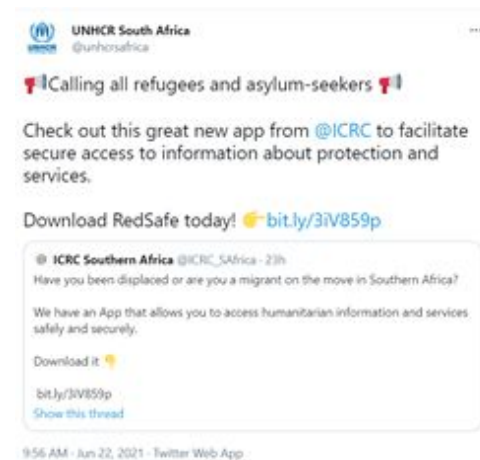 UNHCR South Africa
UNHCR
@unhcrsafrica
📢Calling all refugees and asylum-seekers 📢
Check out this great new app from @ICRC to facilitate
secure access to information about protection and
services.
Download RedSafe today! 👉 bit.ly/3iV859p
ICRC Southern Africa @ICRC_SAfrica · 23h
Have you been displaced or are you a migrant on the move in Southern Africa?
We have an App that allows you to access humanitarian information and services
safely and securely.
Download it 👇
bit.ly/3iV859p
Show this thread
9:56 AM · Jun 22, 2021 · Twitter Web App